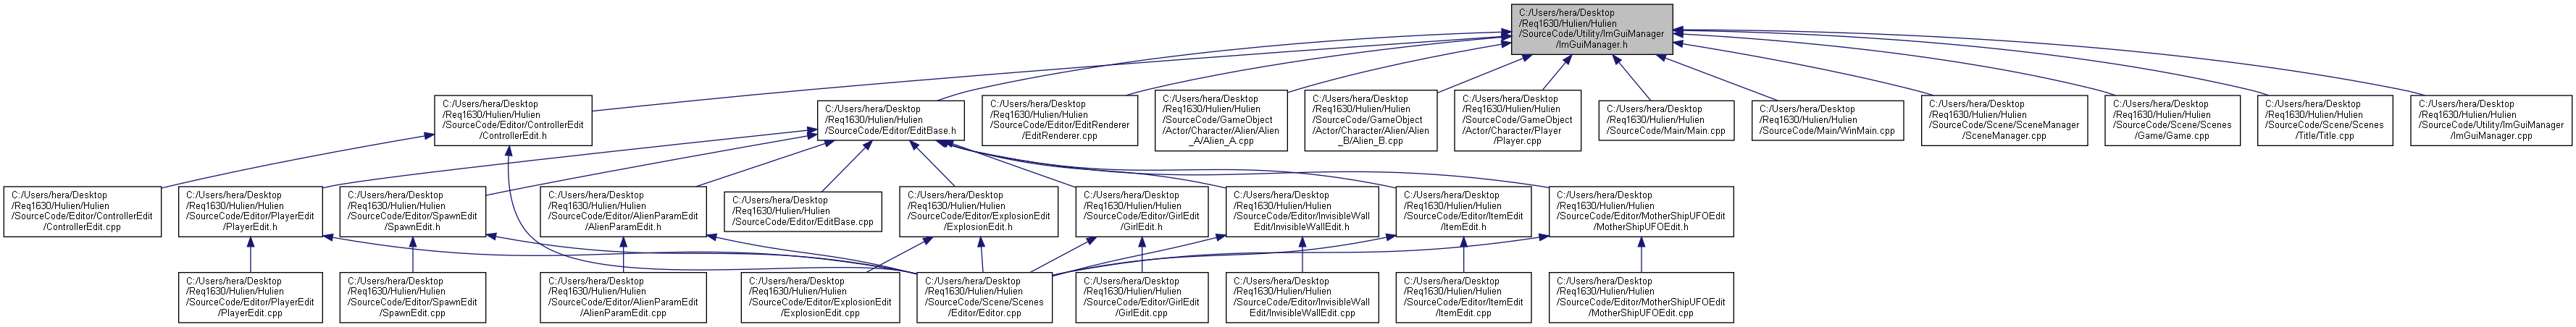 C:/Users/hera/Desktop
/Req1630/Hulien/Hulien
/SourceCode/Utility/ImGuiManager
/ImGuiManager.h
C:/Users/hera/Desktop
/Req1630/Hulien/Hulien
/SourceCode/Editor/ControllerEdit
/ControllerEdit.h
C:/Users/hera/Desktop
/Req1630/Hulien/Hulien
/SourceCode/Editor/EditBase.h
C:/Users/hera/Desktop
/Req1630/Hulien/Hulien
/SourceCode/Editor/EditRenderer
/EditRenderer.cpp
C:/Users/hera/Desktop
/Req1630/Hulien/Hulien
/SourceCode/GameObject
/Actor/Character/Alien/Alien
_A/Alien_A.cpp
C:/Users/hera/Desktop
/Req1630/Hulien/Hulien
/SourceCode/GameObject
/Actor/Character/Alien/Alien
_B/Alien_B.cpp
C:/Users/hera/Desktop
/Req1630/Hulien/Hulien
/SourceCode/GameObject
/Actor/Character/Player
/Player.cpp
C:/Users/hera/Desktop
/Req1630/Hulien/Hulien
/SourceCode/Main/Main.cpp
C:/Users/hera/Desktop
/Req1630/Hulien/Hulien
/SourceCode/Main/WinMain.cpp
C:/Users/hera/Desktop
/Req1630/Hulien/Hulien
/SourceCode/Scene/SceneManager
/SceneManager.cpp
C:/Users/hera/Desktop
/Req1630/Hulien/Hulien
/SourceCode/Scene/Scenes
/Game/Game.cpp
C:/Users/hera/Desktop
/Req1630/Hulien/Hulien
/SourceCode/Scene/Scenes
/Title/Title.cpp
C:/Users/hera/Desktop
/Req1630/Hulien/Hulien
/SourceCode/Utility/ImGuiManager
/ImGuiManager.cpp
C:/Users/hera/Desktop
/Req1630/Hulien/Hulien
/SourceCode/Editor/ControllerEdit
/ControllerEdit.cpp
C:/Users/hera/Desktop
/Req1630/Hulien/Hulien
/SourceCode/Editor/PlayerEdit
/PlayerEdit.h
C:/Users/hera/Desktop
/Req1630/Hulien/Hulien
/SourceCode/Editor/SpawnEdit
/SpawnEdit.h
C:/Users/hera/Desktop
/Req1630/Hulien/Hulien
/SourceCode/Editor/AlienParamEdit
/AlienParamEdit.h
C:/Users/hera/Desktop
/Req1630/Hulien/Hulien
/SourceCode/Editor/EditBase.cpp
C:/Users/hera/Desktop
/Req1630/Hulien/Hulien
/SourceCode/Editor/ExplosionEdit
/ExplosionEdit.h
C:/Users/hera/Desktop
/Req1630/Hulien/Hulien
/SourceCode/Editor/GirlEdit
/GirlEdit.h
C:/Users/hera/Desktop
/Req1630/Hulien/Hulien
/SourceCode/Editor/InvisibleWall
Edit/InvisibleWallEdit.h
C:/Users/hera/Desktop
/Req1630/Hulien/Hulien
/SourceCode/Editor/ItemEdit
/ItemEdit.h
C:/Users/hera/Desktop
/Req1630/Hulien/Hulien
/SourceCode/Editor/MotherShipUFOEdit
/MotherShipUFOEdit.h
C:/Users/hera/Desktop
/Req1630/Hulien/Hulien
/SourceCode/Editor/PlayerEdit
/PlayerEdit.cpp
C:/Users/hera/Desktop
/Req1630/Hulien/Hulien
/SourceCode/Editor/SpawnEdit
/SpawnEdit.cpp
C:/Users/hera/Desktop
/Req1630/Hulien/Hulien
/SourceCode/Editor/AlienParamEdit
/AlienParamEdit.cpp
C:/Users/hera/Desktop
/Req1630/Hulien/Hulien
/SourceCode/Editor/ExplosionEdit
/ExplosionEdit.cpp
C:/Users/hera/Desktop
/Req1630/Hulien/Hulien
/SourceCode/Scene/Scenes
/Editor/Editor.cpp
C:/Users/hera/Desktop
/Req1630/Hulien/Hulien
/SourceCode/Editor/GirlEdit
/GirlEdit.cpp
C:/Users/hera/Desktop
/Req1630/Hulien/Hulien
/SourceCode/Editor/InvisibleWall
Edit/InvisibleWallEdit.cpp
C:/Users/hera/Desktop
/Req1630/Hulien/Hulien
/SourceCode/Editor/ItemEdit
/ItemEdit.cpp
C:/Users/hera/Desktop
/Req1630/Hulien/Hulien
/SourceCode/Editor/MotherShipUFOEdit
/MotherShipUFOEdit.cpp